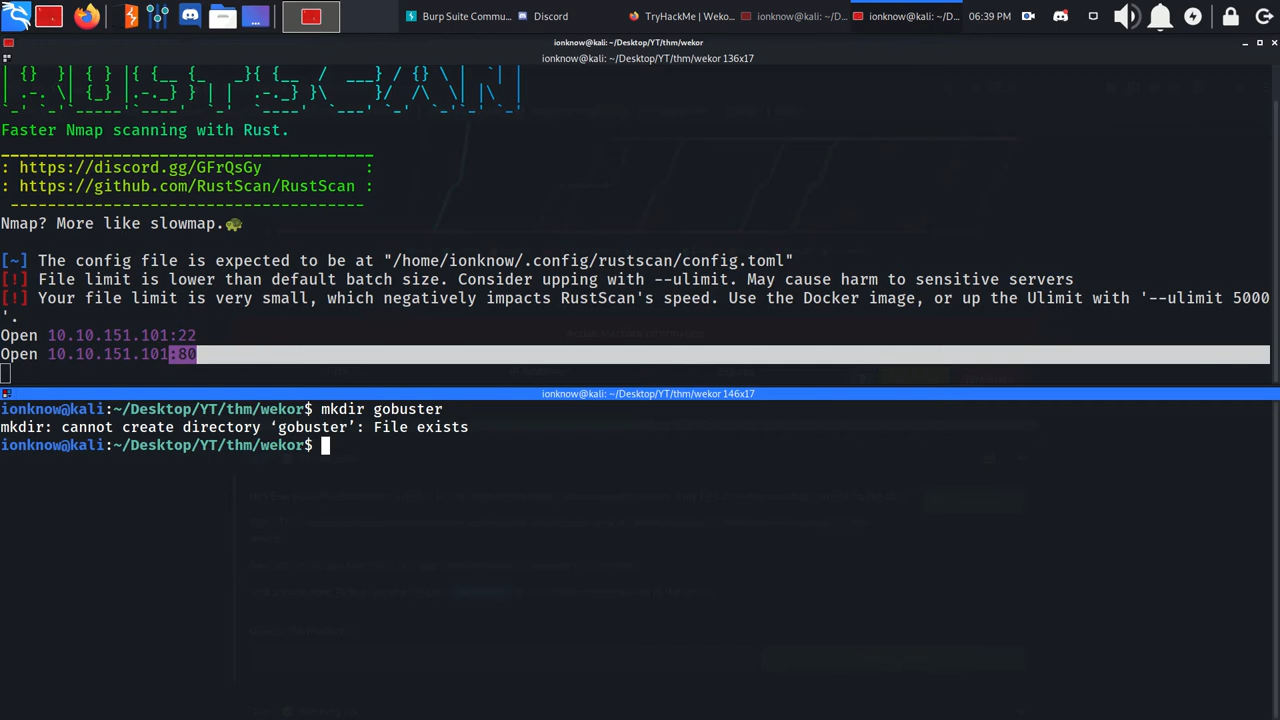 Burp Suite Commu...
Discord
TryHackMe | Weko...
ionknow@kali: ~/D...
ionknow@kali: ~/D...
06:39 PM
ionknow@kali: ~/Desktop/YT/thm/wekor
ionknow@kali: ~/Desktop/YT/thm/wekor 136x17
| {}  }| { } |{ {__ {_   _}{ {__  /  ___} / {} \ |  `| |
| .-. \| {_} |.-._} } | |  .-._} }\     }/  /\  \| |\  |
`-' `-'`-----'`----'  `-'  `----'  `---' `-'  `-'`-' `-'
Faster Nmap scanning with Rust.
________________________________________
: https://discord.gg/GFrQsGy           :
: https://github.com/RustScan/RustScan :
 --------------------------------------
Nmap? More like slowmap.🐢
[~] The config file is expected to be at "/home/ionknow/.config/rustscan/config.toml"
[!] File limit is lower than default batch size. Consider upping with --ulimit. May cause harm to sensitive servers
[!] Your file limit is very small, which negatively impacts RustScan's speed. Use the Docker image, or up the Ulimit with '--ulimit 5000
'.
Open 10.10.151.101:22
Open 10.10.151.101:80
ionknow@kali: ~/Desktop/YT/thm/wekor 146x17
ionknow@kali:~/Desktop/YT/thm/wekor$ mkdir gobuster
mkdir: cannot create directory ‘gobuster’: File exists
ionknow@kali:~/Desktop/YT/thm/wekor$